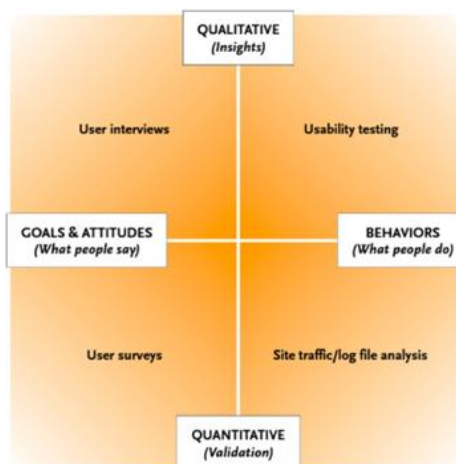 QUALITATIVE
(Insights)
User interviews
Usability testing
GOALS & ATTITUDES
(What people say)
BEHAVIORS
(What people do)
User surveys
Site traffic/log file analysis
QUANTITATIVE
(Validation)